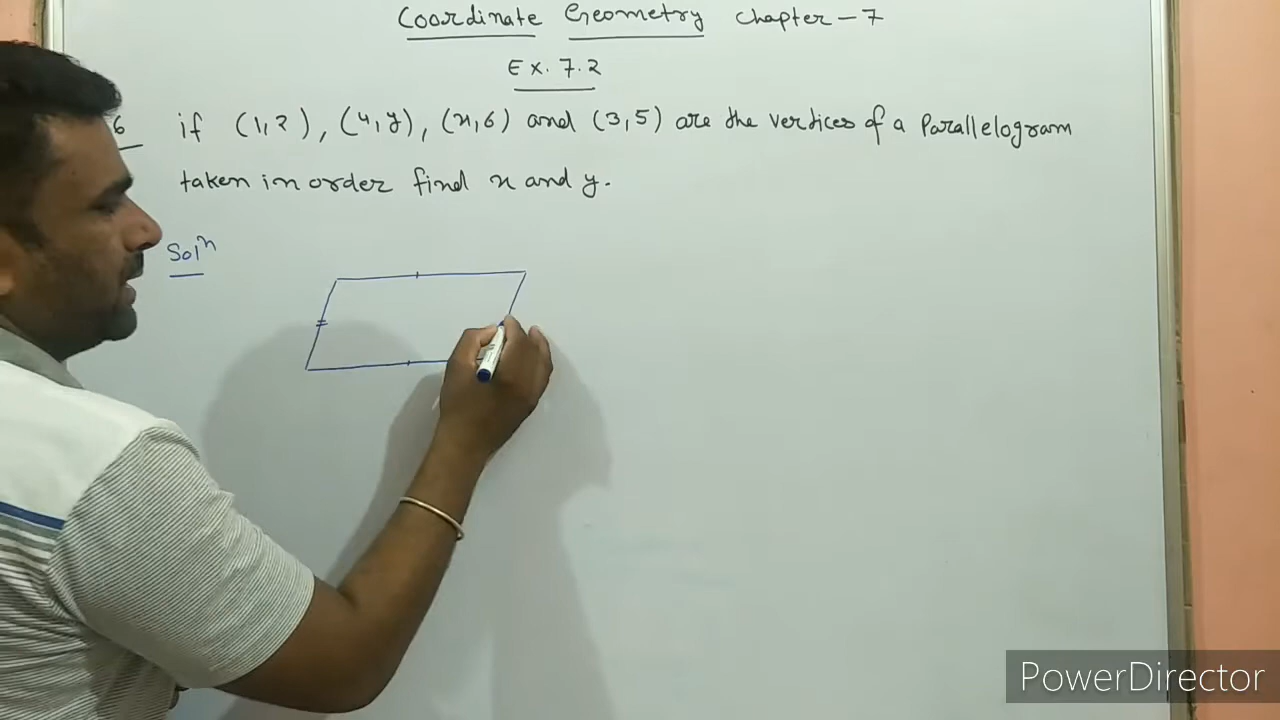 Coordinate Geometry Chapter - 7
Ex. 7.2
6 if (1,2), (4,y), (x,6) and (3,5) are the vertices of a Parallelogram
taken in order find x and y.
Solⁿ
PowerDirector